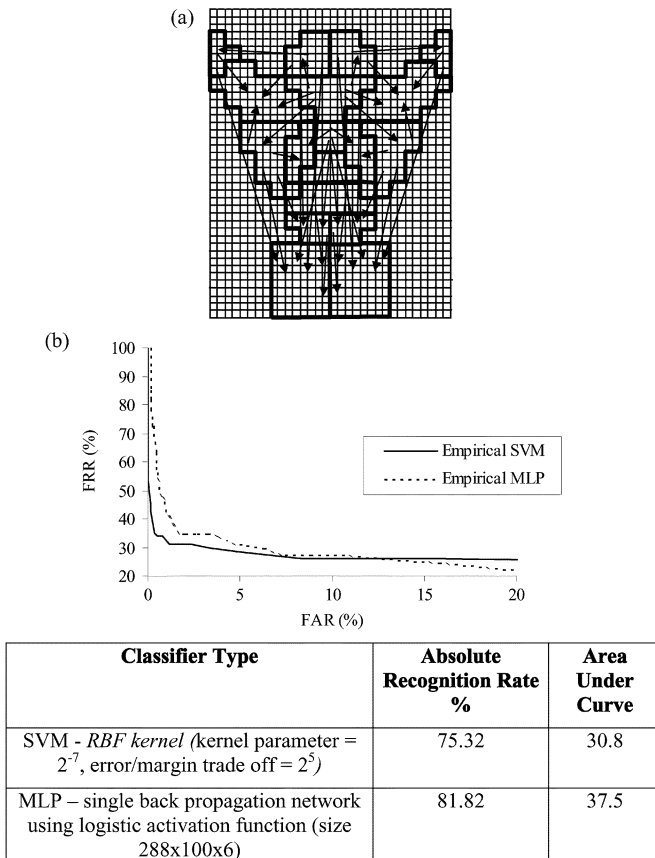 (a)
(b)
100
90
80
70
60
50
40
30
20
FRR (%)
Empirical SVM
Empirical MLP
0
5
10
15
20
FAR (%)
Classifier Type
Absolute
Recognition Rate
%
Area
Under
Curve
SVM - RBF kernel (kernel parameter =
2⁻⁷, error/margin trade off = 2⁵)
75.32
30.8
MLP – single back propagation network
using logistic activation function (size
288x100x6)
81.82
37.5